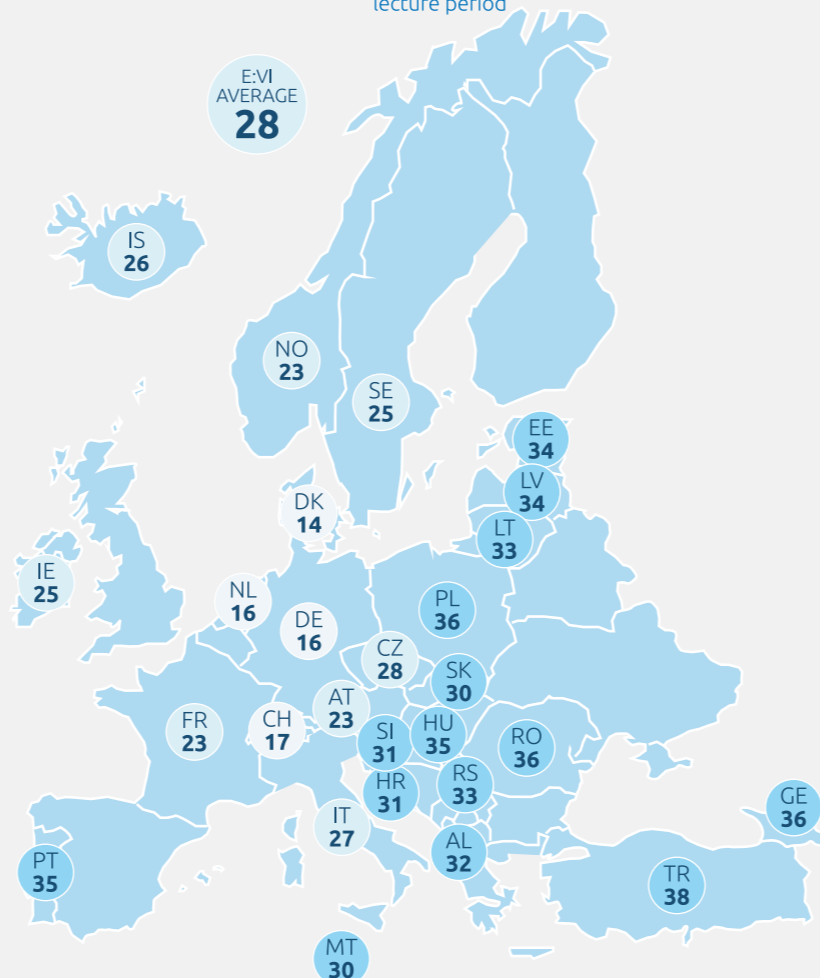 lecture period
E:VI
AVERAGE
28
IS
26
NO
23
SE
25
EE
34
LV
34
LT
33
DK
14
IE
25
NL
16
DE
16
PL
36
CZ
28
SK
30
AT
23
FR
23
CH
17
SI
31
HU
35
RO
36
HR
31
RS
33
GE
36
IT
27
AL
32
PT
35
TR
38
MT
30